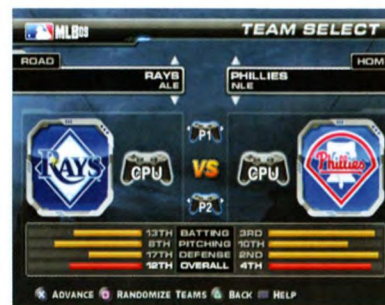 MLB09 TEAM SELECT
ROAD HOM
RAYS PHILLIES
ALE NLE
P1
RAYS CPU VS CPU Phillies
P2
13TH BATTING 3RD
8TH PITCHING 10TH
17TH DEFENSE 2ND
12TH OVERALL 4TH
ADVANCE RANDOMIZE TEAMS BACK HELP